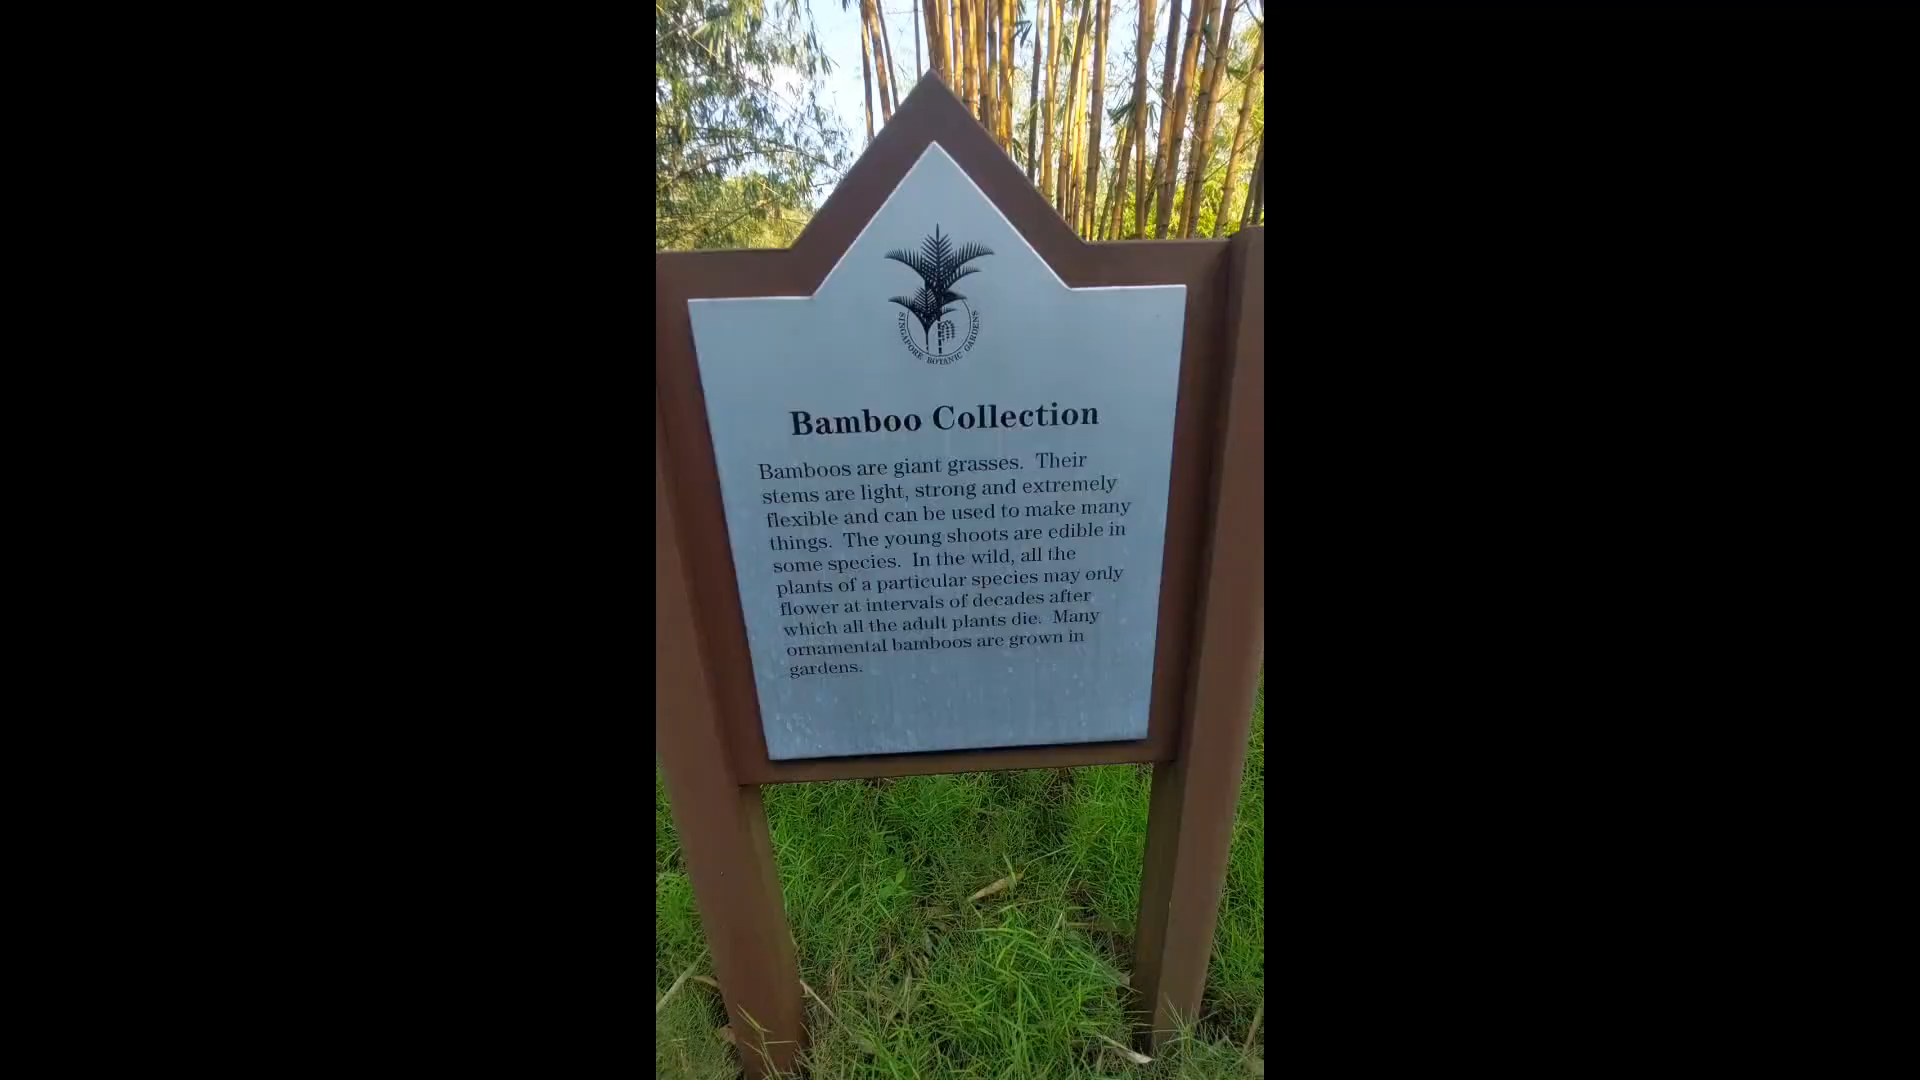 SINGAPORE BOTANIC GARDENS
Bamboo Collection
Bamboos are giant grasses. Their
stems are light, strong and extremely
flexible and can be used to make many
things. The young shoots are edible in
some species. In the wild, all the
plants of a particular species may only
flower at intervals of decades after
which all the adult plants die. Many
ornamental bamboos are grown in
gardens.